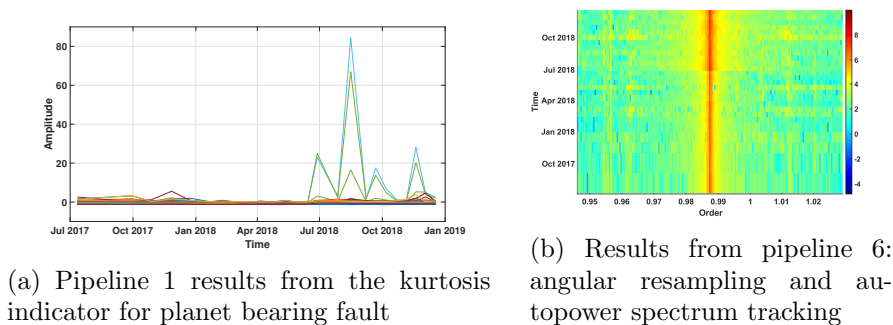 80
60
40
20
0
Amplitude
Jul 2017 Oct 2017 Jan 2018 Apr 2018 Jul 2018 Oct 2018 Jan 2019
Time
(a) Pipeline 1 results from the kurtosis
indicator for planet bearing fault
Oct 2018
Jul 2018
Apr 2018
Jan 2018
Oct 2017
Time
0.95 0.96 0.97 0.98 0.99 1 1.01 1.02
Order
8
6
4
2
0
-2
-4
(b) Results from pipeline 6:
angular resampling and au-
topower spectrum tracking